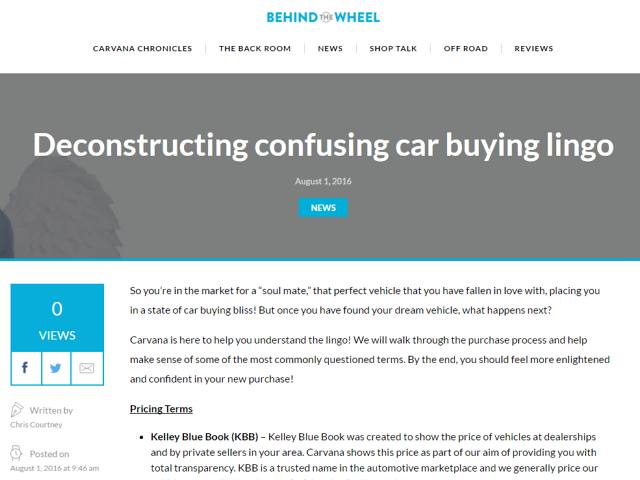 BEHIND THE WHEEL
CARVANA CHRONICLES THE BACK ROOM NEWS SHOP TALK OFF ROAD REVIEWS
Deconstructing confusing car buying lingo
August 1, 2016
NEWS
0
VIEWS
Written by
Chris Courtney
Posted on
August 1, 2016 at 9:46 am
So you're in the market for a "soul mate," that perfect vehicle that you have fallen in love with, placing you
in a state of car buying bliss! But once you have found your dream vehicle, what happens next?
Carvana is here to help you understand the lingo! We will walk through the purchase process and help
make sense of some of the most commonly questioned terms. By the end, you should feel more enlightened
and confident in your new purchase!
Pricing Terms
• Kelley Blue Book (KBB) – Kelley Blue Book was created to show the price of vehicles at dealerships
and by private sellers in your area. Carvana shows this price as part of our aim of providing you with
total transparency. KBB is a trusted name in the automotive marketplace and we generally price our